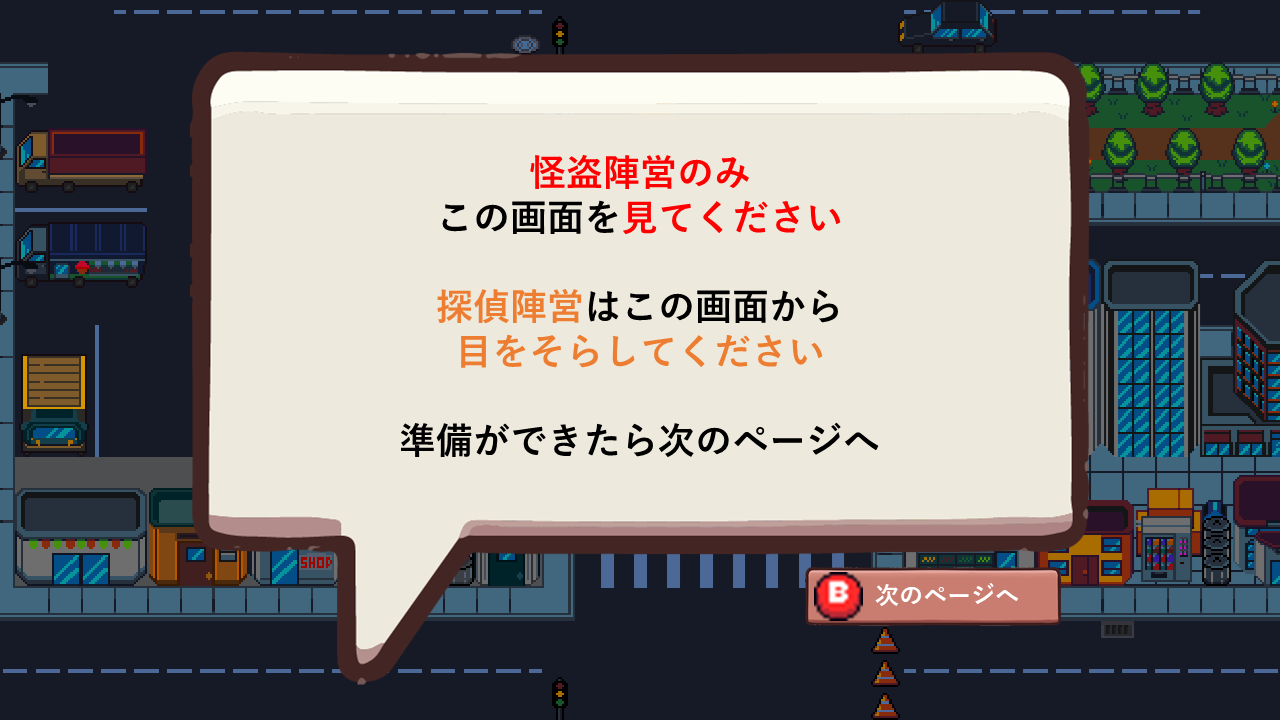 怪盗陣営のみ
この画面を見てください
探偵陣営はこの画面から
目をそらしてください
準備ができたら次のページへ
SHOP
B 次のページへ